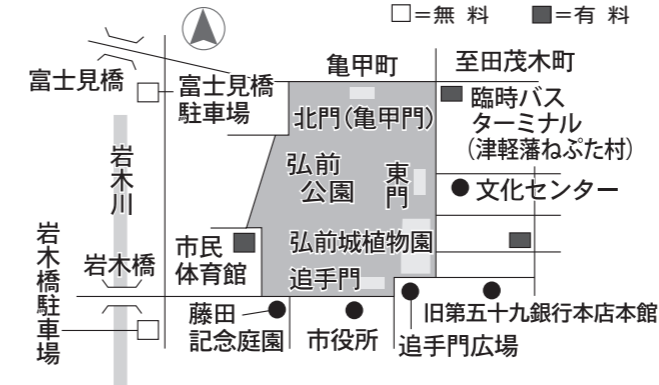 □=無料 ■=有料
亀甲町
至田茂木町
富士見橋
富士見橋
駐車場
北門(亀甲門)
臨時バス
ターミナル
(津軽藩ねぷた村)
岩木川
弘前
公園
東門
文化センター
岩木橋駐車場
岩木橋
市民
体育館
弘前城植物園
追手門
藤田
記念庭園
市役所
追手門広場
旧第五十九銀行本店本館